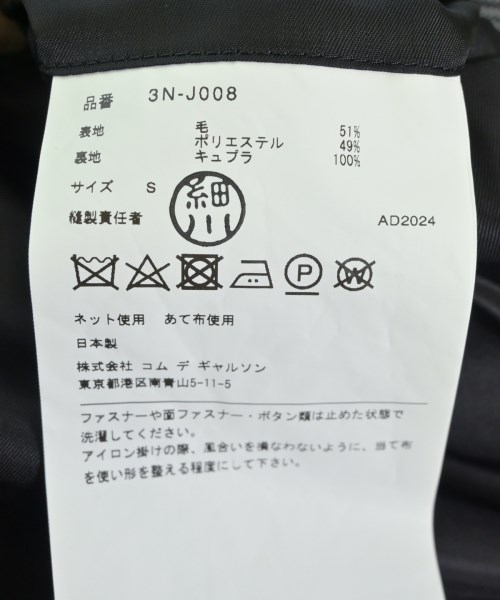 品番 3N-J008
表地 毛 51%
ポリエステル 49%
裏地 キュプラ 100%
サイズ S
細川
縫製責任者
AD2024
P W
ネット使用 あて布使用
日本製
株式会社 コム デ ギャルソン
東京都港区南青山5-11-5
ファスナーや面ファスナー・ボタン類は止めた状態で
洗濯してください。
アイロン掛けの際、風合いを損なわないように、当て布
を使い形を整える程度にして下さい。